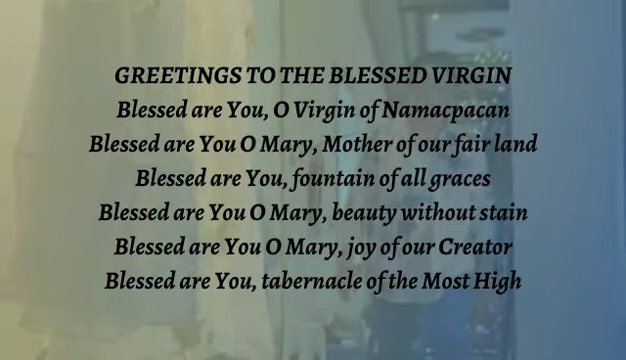 GREETINGS TO THE BLESSED VIRGIN
Blessed are You, O Virgin of Namacpacan
Blessed are You O Mary, Mother of our fair land
Blessed are You, fountain of all graces
Blessed are You O Mary, beauty without stain
Blessed are You O Mary, joy of our Creator
Blessed are You, tabernacle of the Most High